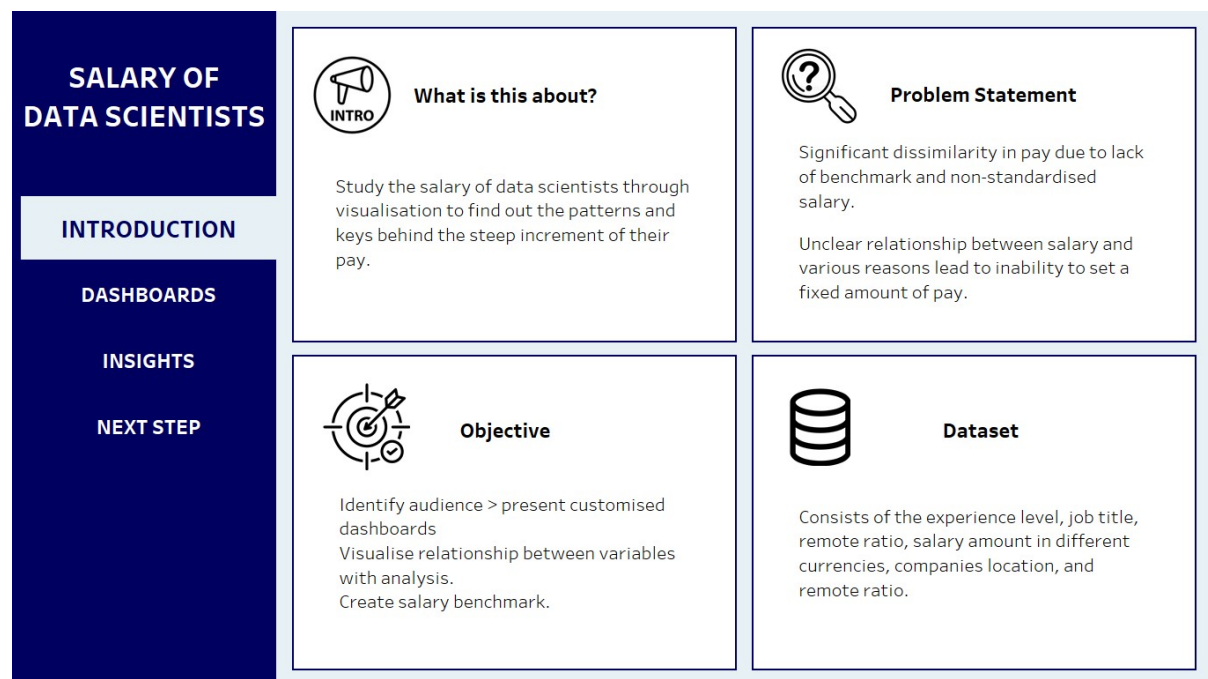 SALARY OF
DATA SCIENTISTS
INTRODUCTION
DASHBOARDS
INSIGHTS
NEXT STEP
INTRO
What is this about?
Study the salary of data scientists through
visualisation to find out the patterns and
keys behind the steep increment of their
pay.
?
Problem Statement
Significant dissimilarity in pay due to lack
of benchmark and non-standardised
salary.
Unclear relationship between salary and
various reasons lead to inability to set a
fixed amount of pay.
Objective
Identify audience > present customised
dashboards
Visualise relationship between variables
with analysis.
Create salary benchmark.
Dataset
Consists of the experience level, job title,
remote ratio, salary amount in different
currencies, companies location, and
remote ratio.